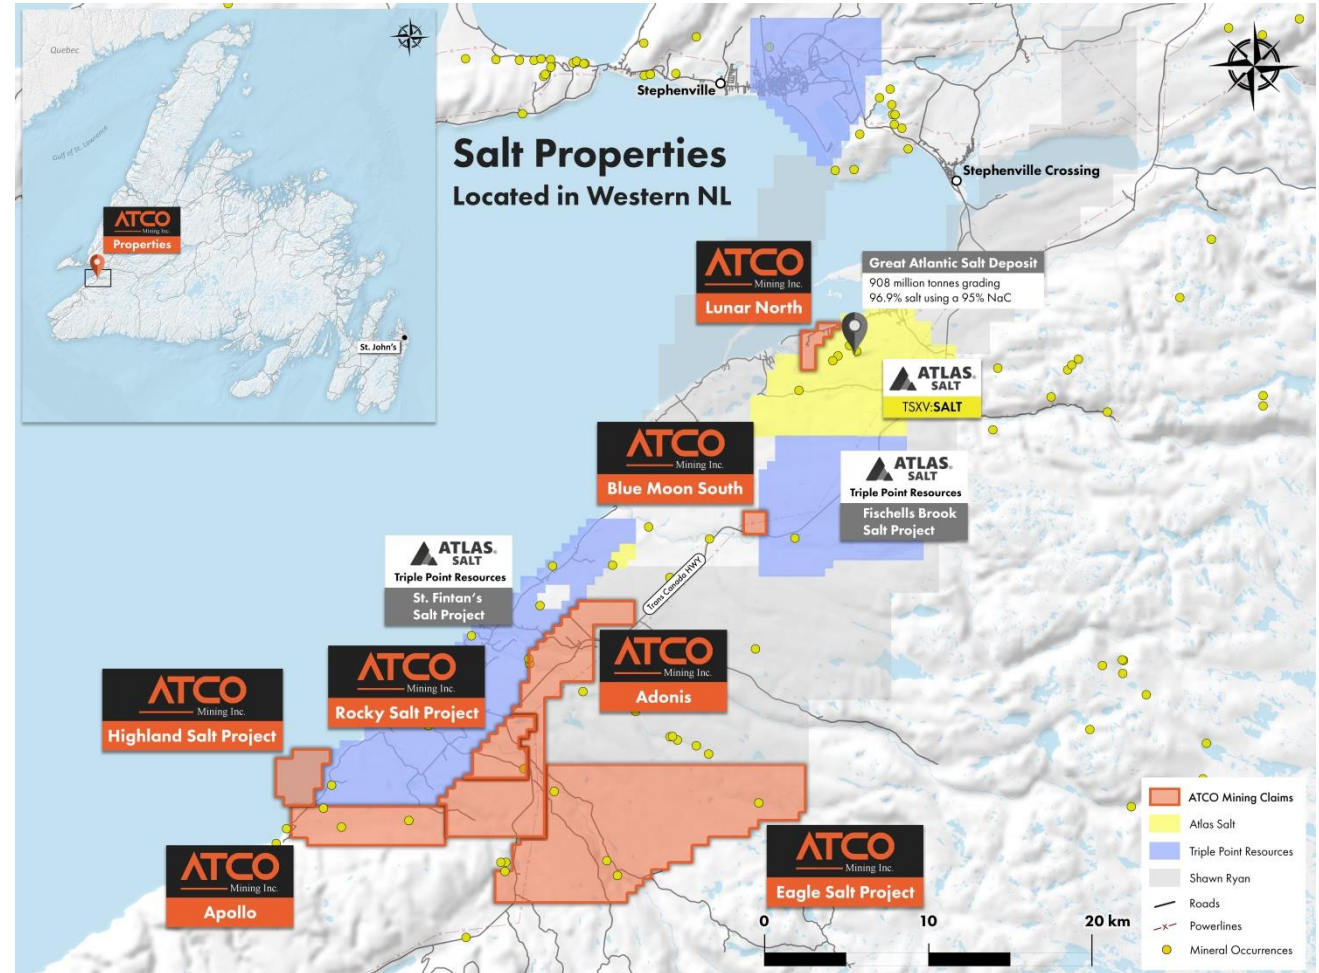 Quebec
Gulf of St. Lawrence
ATCO
Mining Inc.
Properties
St. John's
Salt Properties
Located in Western NL
Stephenville
Stephenville Crossing
ATCO
Mining Inc.
Lunar North
Great Atlantic Salt Deposit
908 million tonnes grading
96.9% salt using a 95% NaC
ATLAS
SALT
TSXV:SALT
ATCO
Mining Inc.
Blue Moon South
ATLAS
SALT
Triple Point Resources
Fischells Brook
Salt Project
ATLAS
SALT
Triple Point Resources
St. Fintan's
Salt Project
Trans Canada HWY
ATCO
Mining Inc.
Adonis
ATCO
Mining Inc.
Rocky Salt Project
ATCO
Mining Inc.
Highland Salt Project
ATCO
Mining Inc.
Apollo
ATCO
Mining Inc.
Eagle Salt Project
ATCO Mining Claims
Atlas Salt
Triple Point Resources
Shawn Ryan
Roads
Powerlines
Mineral Occurrences
0 10 20 km